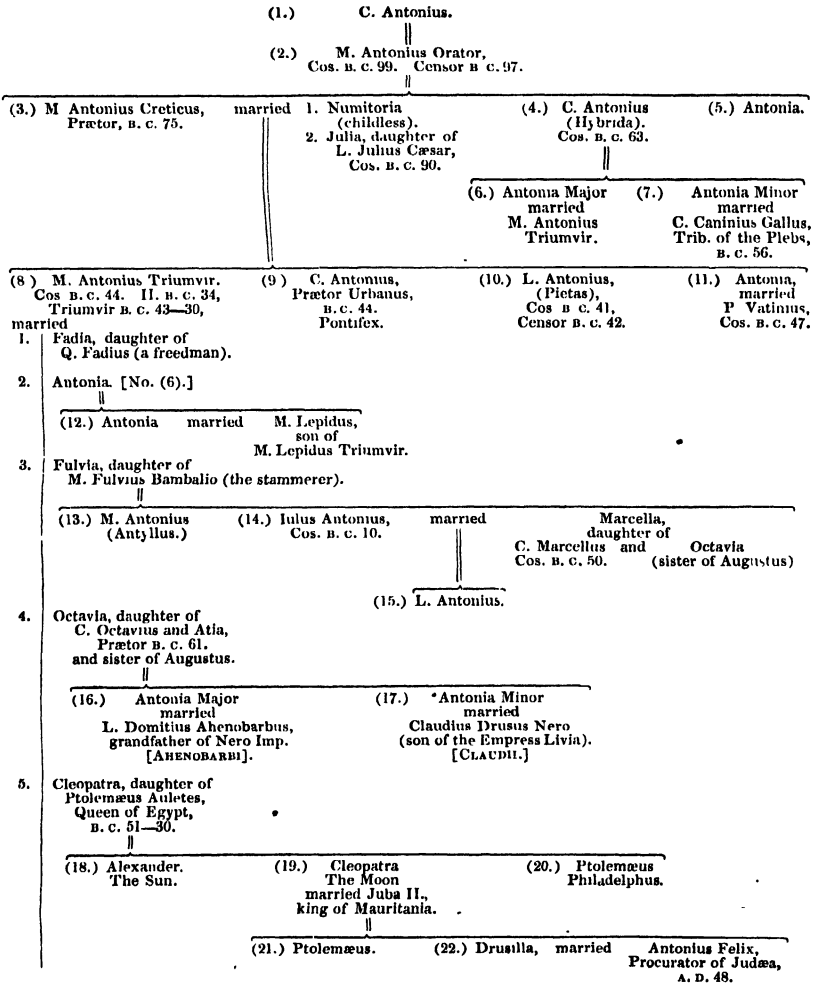 (1.) C. Antonius.
(2.) M. Antonius Orator,
Cos. B. C. 99. Censor B C. 97.
(3.) M Antonius Creticus,
Prætor, B. C. 75.
married
1. Numitoria
(childless).
2. Julia, daughter of
L. Julius Cæsar,
Cos. B. C. 90.
(4.) C. Antonius
(Hybrida).
Cos. B. C. 63.
(5.) Antonia.
(6.) Antonia Major
married
M. Antonius
Triumvir.
(7.) Antonia Minor
married
C. Caninius Gallus,
Trib. of the Plebs,
B. C. 56.
(8 ) M. Antonius Triumvir.
Cos B. C. 44. II. B. C. 34,
Triumvir B. C. 43—30,
married
(9 ) C. Antonius,
Prætor Urbanus,
B. C. 44.
Pontifex.
(10.) L. Antonius,
(Pietas),
Cos B C. 41,
Censor B. C. 42.
(11.) Antonia,
married
P Vatinius,
Cos. B. C. 47.
1. Fadia, daughter of
Q. Fadius (a freedman).
2. Antonia. [No. (6).]
(12.) Antonia married M. Lepidus,
son of
M. Lepidus Triumvir.
3. Fulvia, daughter of
M. Fulvius Bambalio (the stammerer).
(13.) M. Antonius
(Antyllus.)
(14.) Iulus Antonius,
Cos. B. C. 10.
married
Marcella,
daughter of
C. Marcellus and Octavia
Cos. B. C. 50. (sister of Augustus)
(15.) L. Antonius.
4. Octavia, daughter of
C. Octavius and Atia,
Prætor B. C. 61.
and sister of Augustus.
(16.) Antonia Major
married
L. Domitius Ahenobarbus,
grandfather of Nero Imp.
[AHENOBARBI].
(17.) Antonia Minor
married
Claudius Drusus Nero
(son of the Empress Livia).
[CLAUDII.]
5. Cleopatra, daughter of
Ptolemæus Auletes,
Queen of Egypt,
B. C. 51—30.
(18.) Alexander.
The Sun.
(19.) Cleopatra
The Moon
married Juba II.,
king of Mauritania.
(20.) Ptolemæus
Philadelphus.
(21.) Ptolemæus.
(22.) Drusilla, married Antonius Felix,
Procurator of Judæa,
A. D. 48.